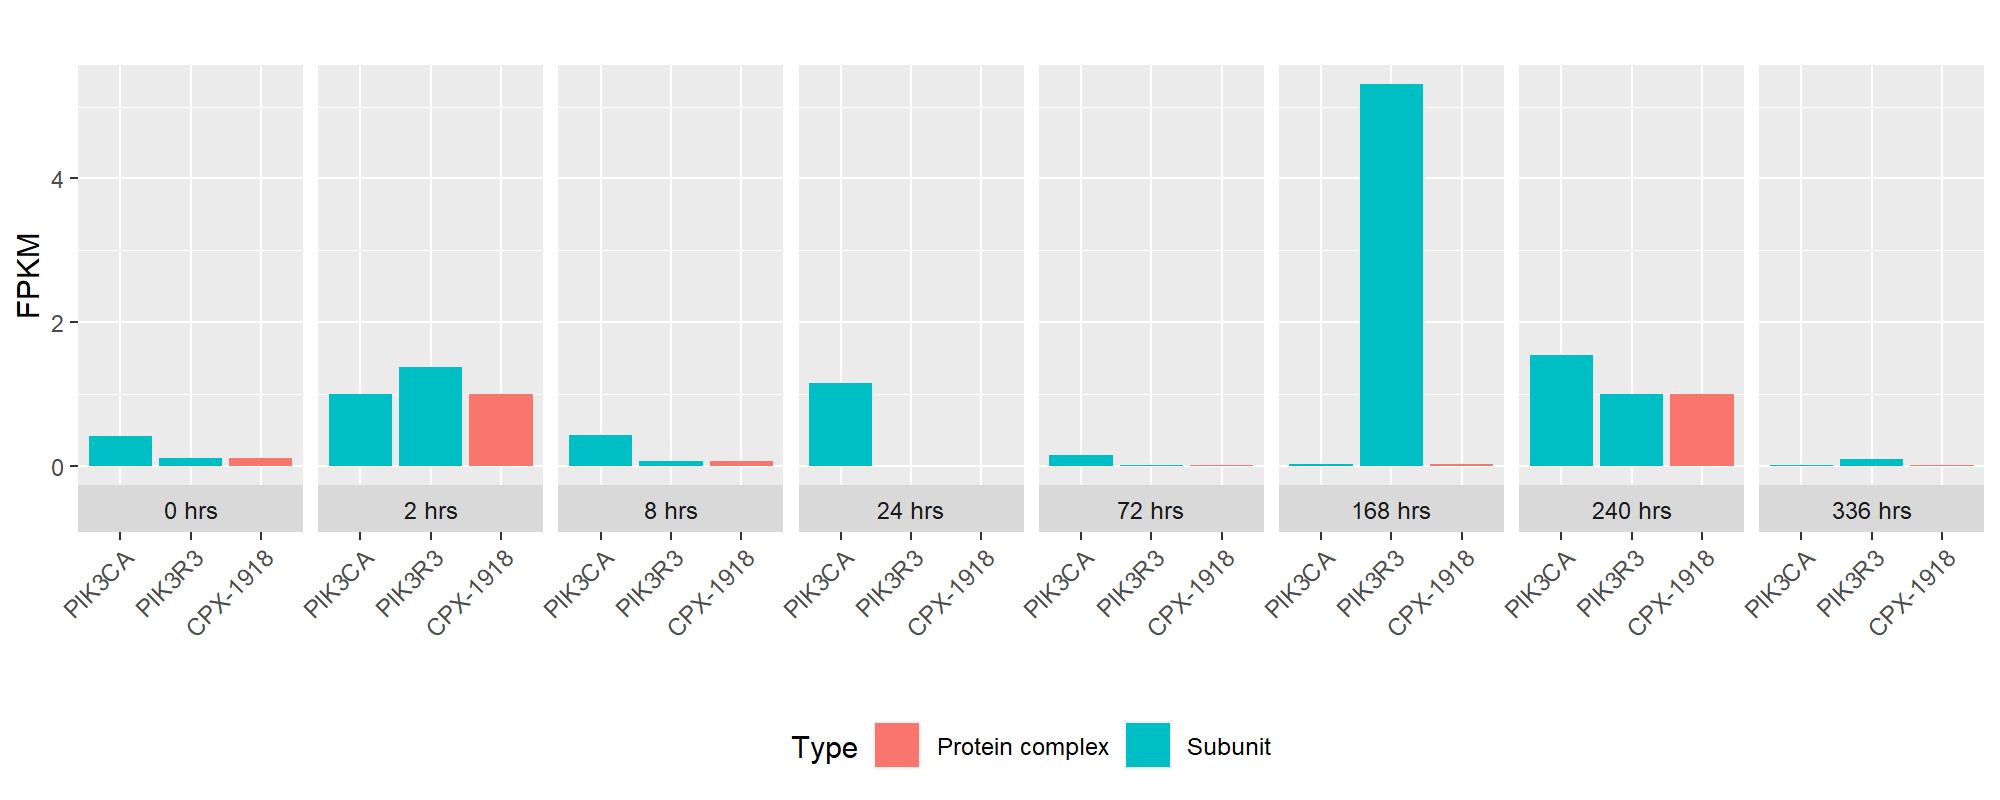 FPKM
4
2
0
0 hrs 2 hrs 8 hrs 24 hrs 72 hrs 168 hrs 240 hrs 336 hrs
PIK3CA PIK3R3 CPX-1918 PIK3CA PIK3R3 CPX-1918 PIK3CA PIK3R3 CPX-1918 PIK3CA PIK3R3 CPX-1918 PIK3CA PIK3R3 CPX-1918 PIK3CA PIK3R3 CPX-1918 PIK3CA PIK3R3 CPX-1918 PIK3CA PIK3R3 CPX-1918
Type Protein complex Subunit